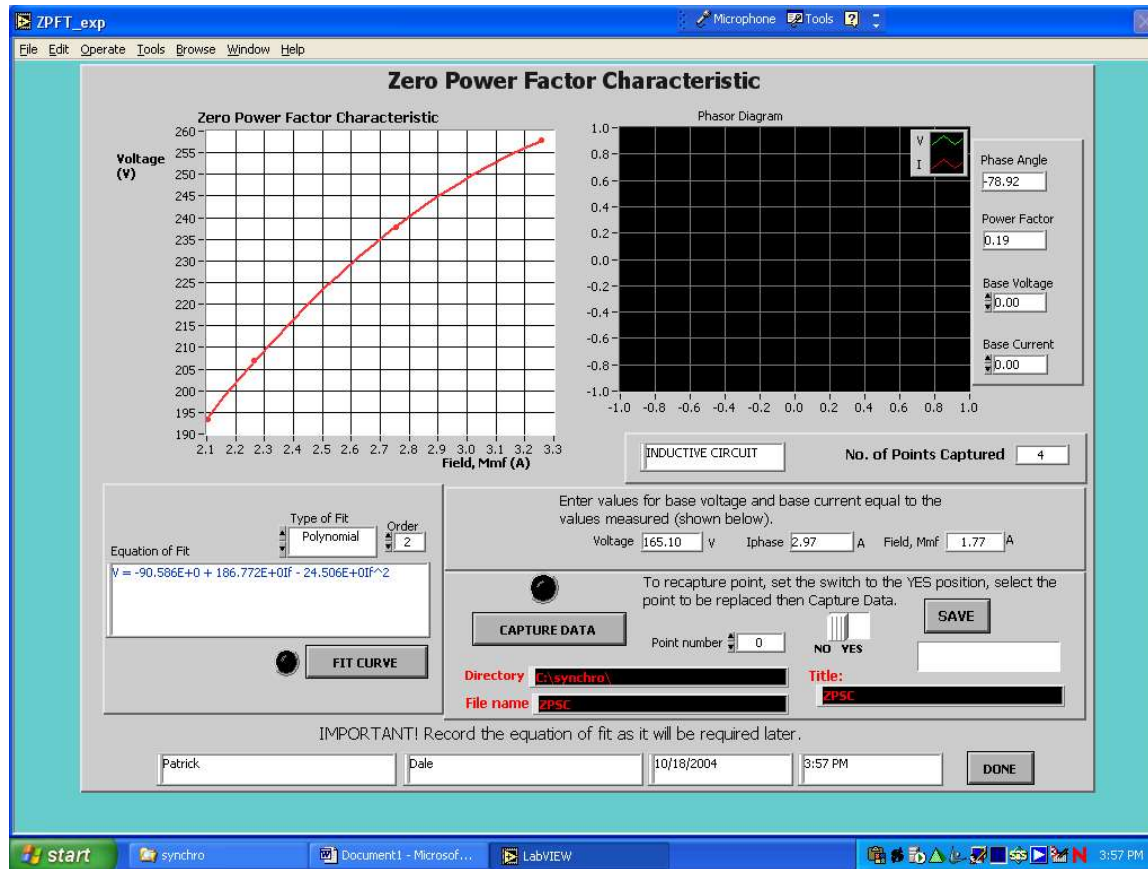 ZPFT_exp
Microphone Tools ?
File Edit Operate Tools Browse Window Help
Zero Power Factor Characteristic
Zero Power Factor Characteristic
Voltage
(V)
260
255
250
245
240
235
230
225
220
215
210
205
200
195
190
2.1 2.2 2.3 2.4 2.5 2.6 2.7 2.8 2.9 3.0 3.1 3.2 3.3
Field, Mmf (A)
Phasor Diagram
1.0
0.8
0.6
0.4
0.2
0.0
-0.2
-0.4
-0.6
-0.8
-1.0
-1.0 -0.8 -0.6 -0.4 -0.2 0.0 0.2 0.4 0.6 0.8 1.0
V
I
Phase Angle
-78.92
Power Factor
0.19
Base Voltage
0.00
Base Current
0.00
INDUCTIVE CIRCUIT
No. of Points Captured 4
Type of Fit
Polynomial
Order
2
Equation of Fit
V = -90.586E+0 + 186.772E+0If - 24.506E+0If^2
FIT CURVE
Enter values for base voltage and base current equal to the
values measured (shown below).
Voltage 165.10 V Iphase 2.97 A Field, Mmf 1.77 A
To recapture point, set the switch to the YES position, select the
point to be replaced then Capture Data.
CAPTURE DATA
Point number 0
NO YES
SAVE
Directory C:\synchro\
File name ZPSC
Title:
ZPSC
IMPORTANT! Record the equation of fit as it will be required later.
Patrick Dale 10/18/2004 3:57 PM
DONE
start synchro Document1 - Microsof... LabVIEW 3:57 PM